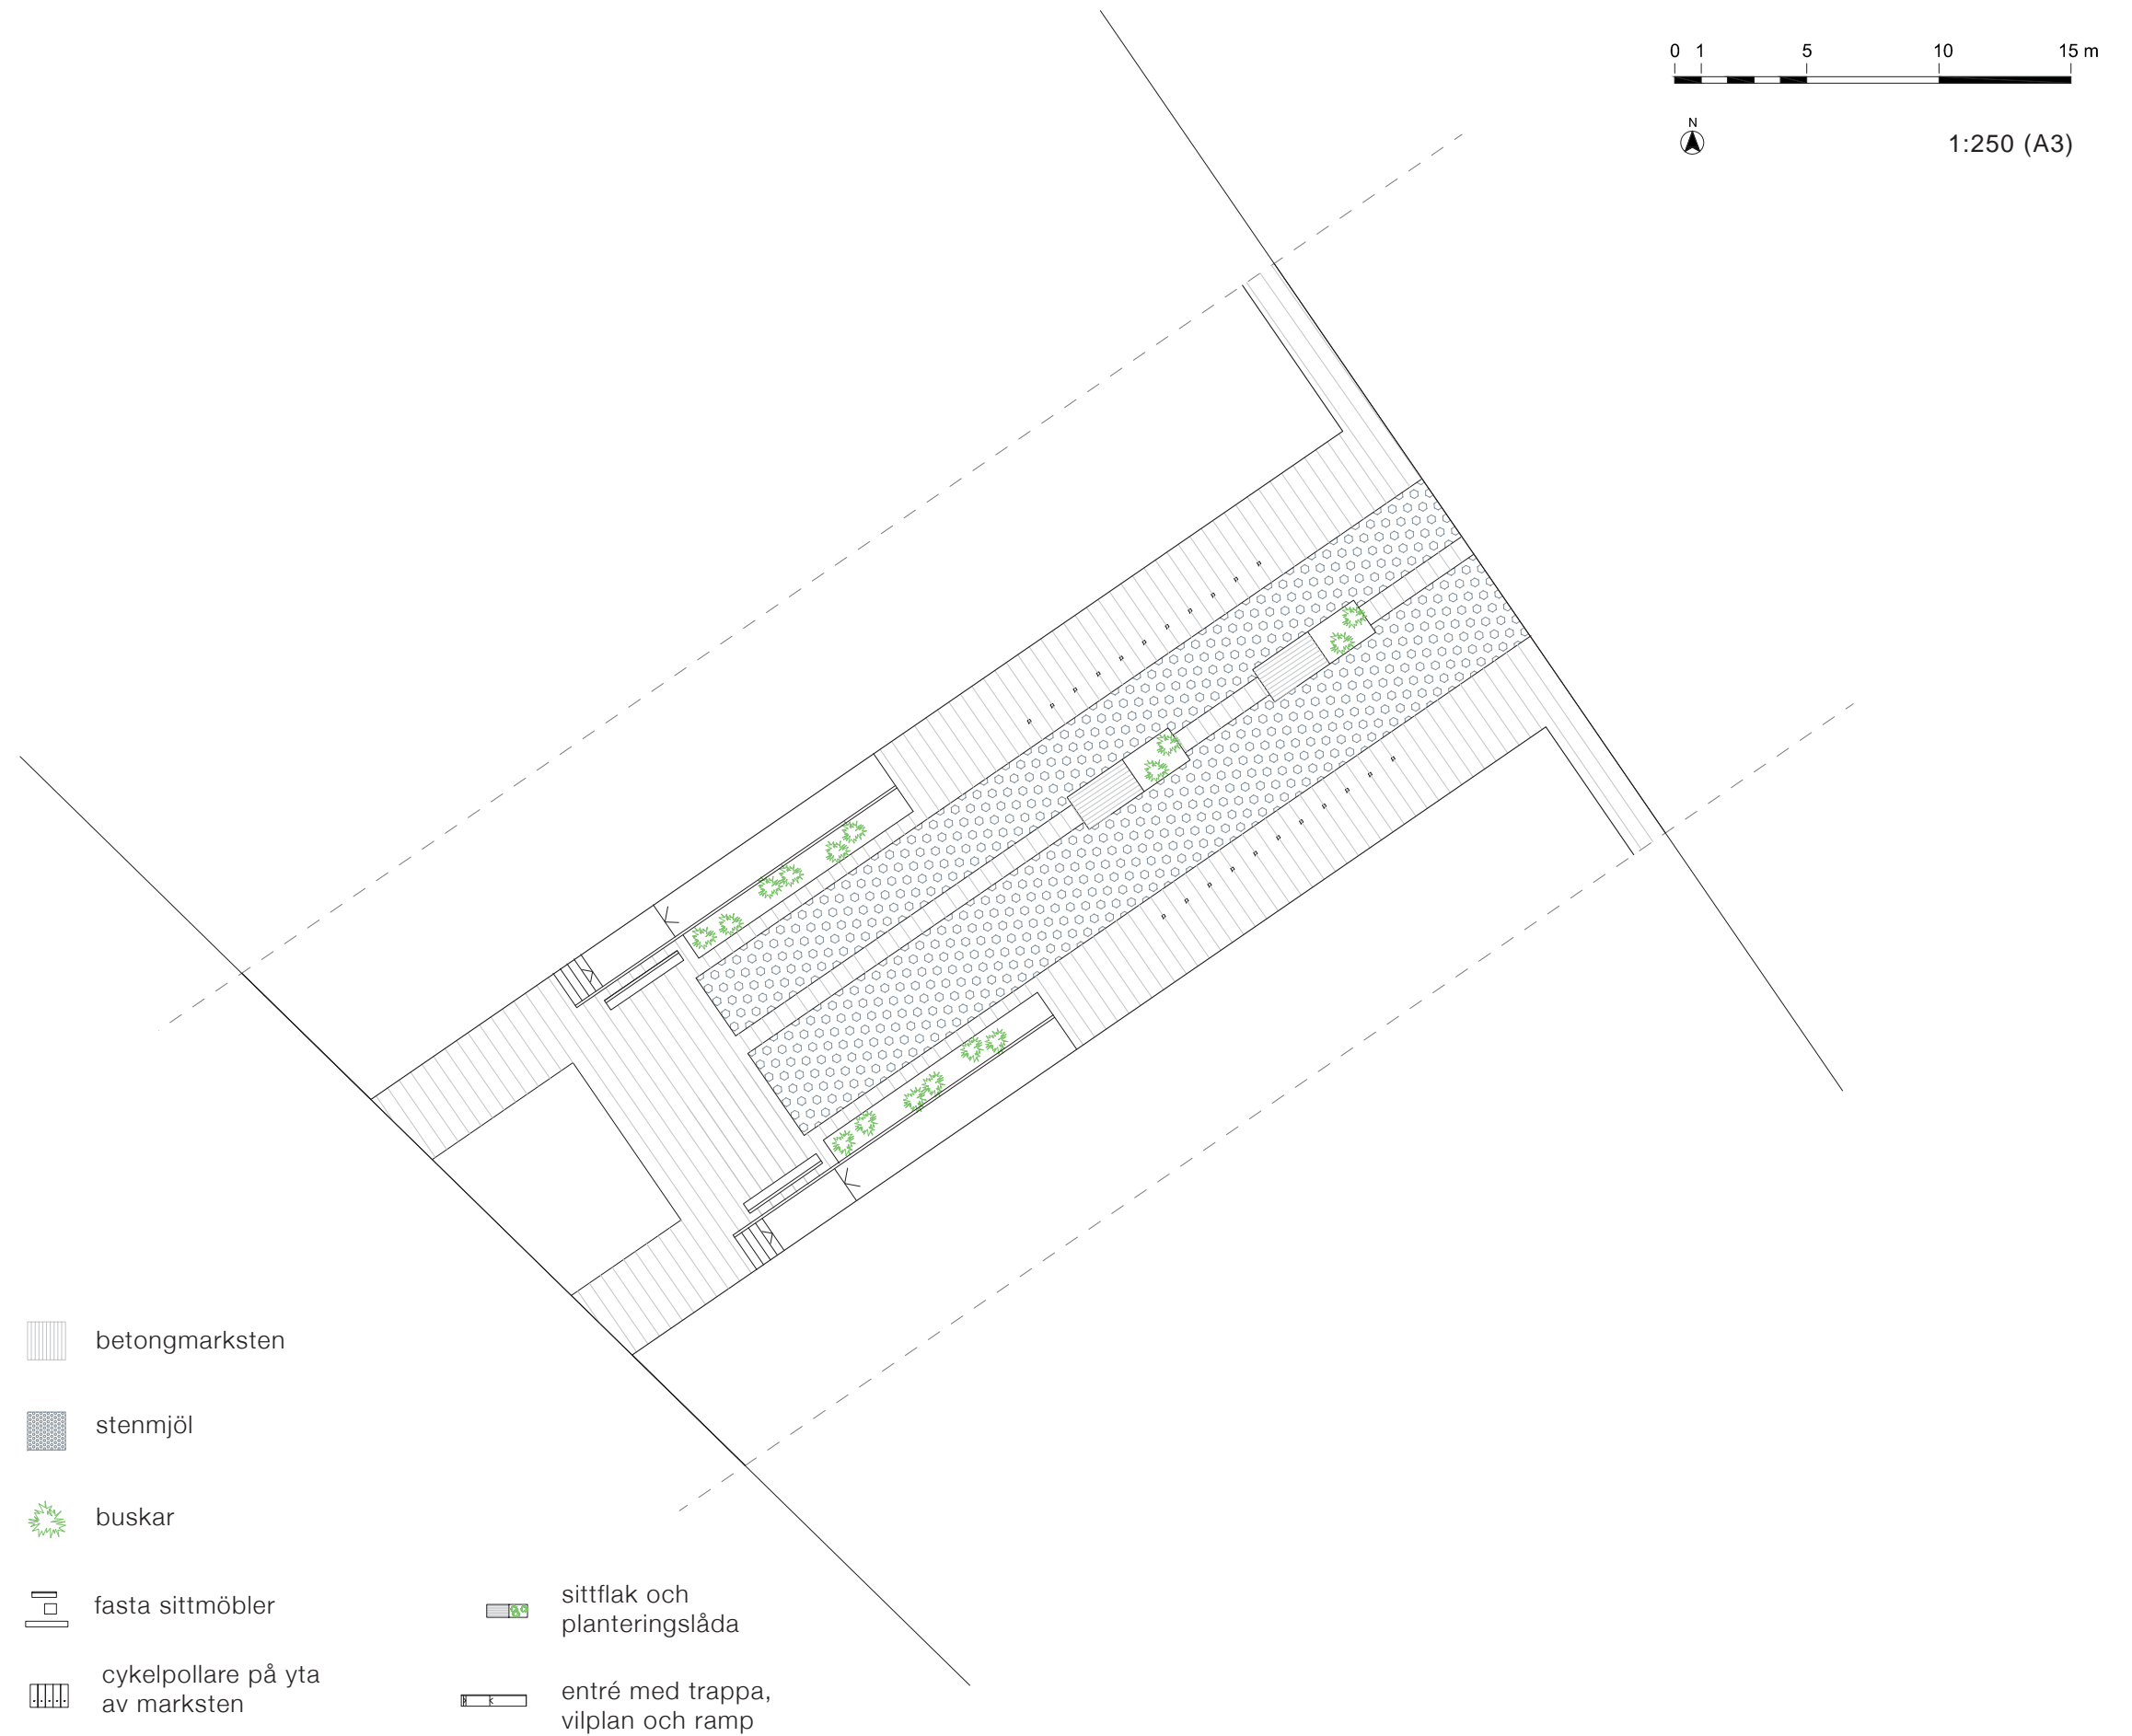 0 1 5 10 15 m
N
1:250 (A3)
betongmarksten
stenmjöl
buskar
fasta sittmöbler
cykelpollare på yta
av marksten
sittflak och
planteringslåda
entré med trappa,
vilplan och ramp